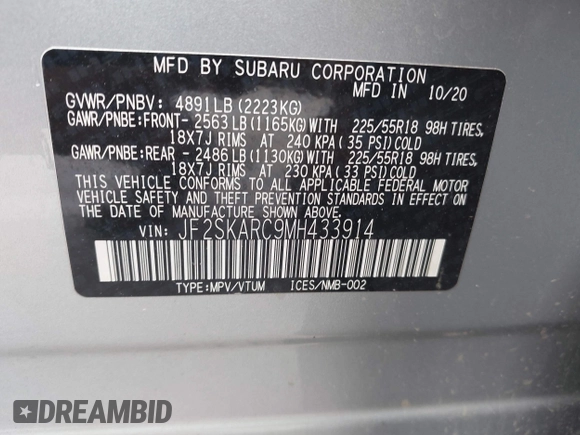 MFD BY SUBARU CORPORATION
MFD IN 10/20
GVWR/PNBV: 4891LB(2223KG)
GAWR/PNBE:FRONT- 2563LB(1165KG)WITH 225/55R18 98H TIRES,
18X7J RIMS AT 240 KPA(35 PSI)COLD
GAWR/PNBE:REAR - 2486LB(1130KG)WITH 225/55R18 98H TIRES,
18X7J RIMS AT 230 KPA(33 PSI)COLD
THIS VEHICLE CONFORMS TO ALL APPLICABLE FEDERAL MOTOR
VEHICLE SAFETY AND THEFT PREVENTION STANDARDS IN EFFECT ON
THE DATE OF MANUFACTURE SHOWN ABOVE.
VIN: JF2SKARC9MH433914
TYPE:MPV/VTUM ICES/NMB-002
DREAMBID